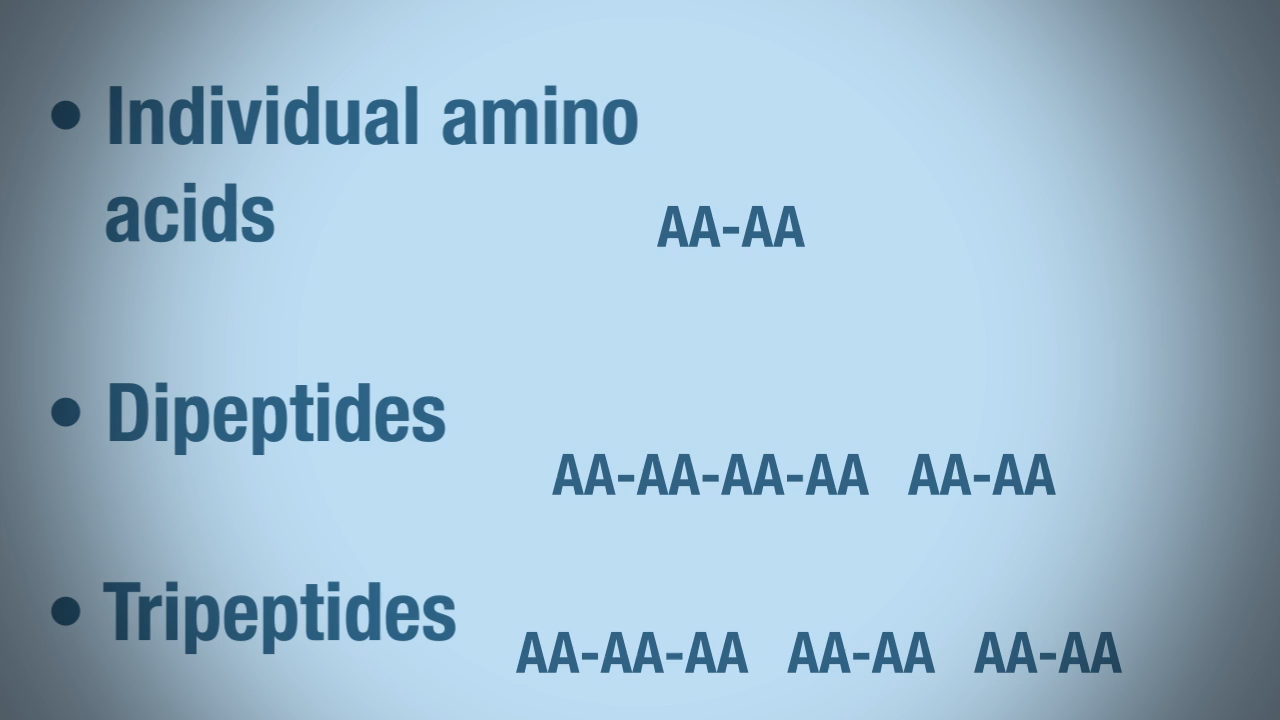 • Individual amino
acids
AA-AA
• Dipeptides
AA-AA-AA-AA AA-AA
• Tripeptides
AA-AA-AA AA-AA AA-AA